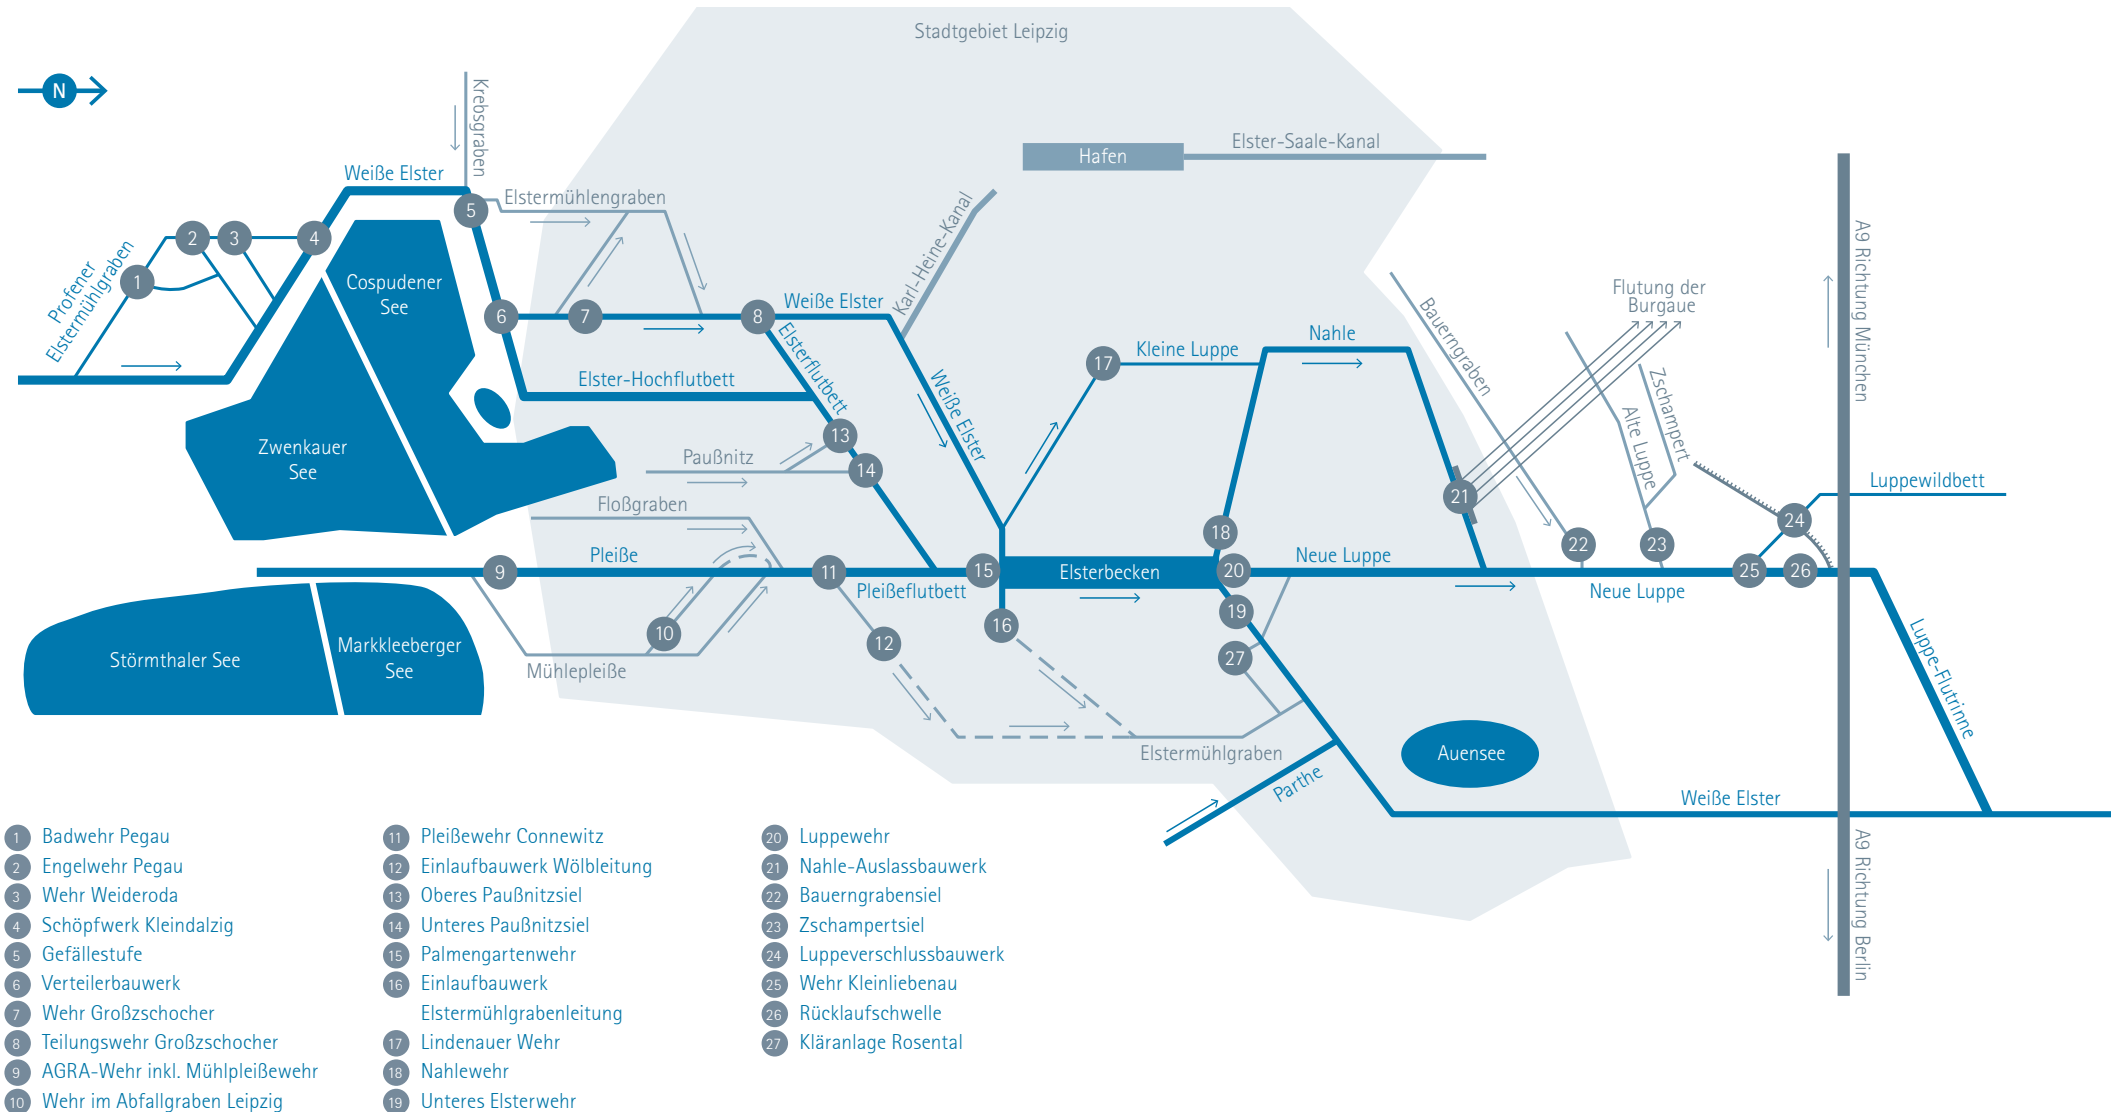 Stadtgebiet Leipzig
N
Krebsgraben
Weiße Elster
Elstermühlengraben
Profener
Elstermühlgraben
Cospudener
See
Zwenkauer
See
Störmthaler See
Markkleeberger
See
Hafen
Elster-Saale-Kanal
Karl-Heine-Kanal
Weiße Elster
Elsterflutbett
Elster-Hochflutbett
Weiße Elster
Paußnitz
Floßgraben
Pleiße
Pleißeflutbett
Mühlepleiße
Elsterbecken
Kleine Luppe
Nahle
Neue Luppe
Neue Luppe
Elstermühlgraben
Parthe
Auensee
Weiße Elster
Bauerngraben
Flutung der
Burgaue
Alte Luppe
Zschampert
Luppewildbett
Luppe-Flutrinne
A9 Richtung München
A9 Richtung Berlin
1
2
3
4
5
6
7
8
9
10
11
12
13
14
15
16
17
18
19
20
21
22
23
24
25
26
27
1 Badwehr Pegau
2 Engelwehr Pegau
3 Wehr Weideroda
4 Schöpfwerk Kleindalzig
5 Gefällestufe
6 Verteilerbauwerk
7 Wehr Großzschocher
8 Teilungswehr Großzschocher
9 AGRA-Wehr inkl. Mühlpleißewehr
10 Wehr im Abfallgraben Leipzig
11 Pleißewehr Connewitz
12 Einlaufbauwerk Wölbleitung
13 Oberes Paußnitzsiel
14 Unteres Paußnitzsiel
15 Palmengartenwehr
16 Einlaufbauwerk
Elstermühlgrabenleitung
17 Lindenauer Wehr
18 Nahlewehr
19 Unteres Elsterwehr
20 Luppewehr
21 Nahle-Auslassbauwerk
22 Bauerngrabensiel
23 Zschampertsiel
24 Luppeverschlussbauwerk
25 Wehr Kleinliebenau
26 Rücklaufschwelle
27 Kläranlage Rosental